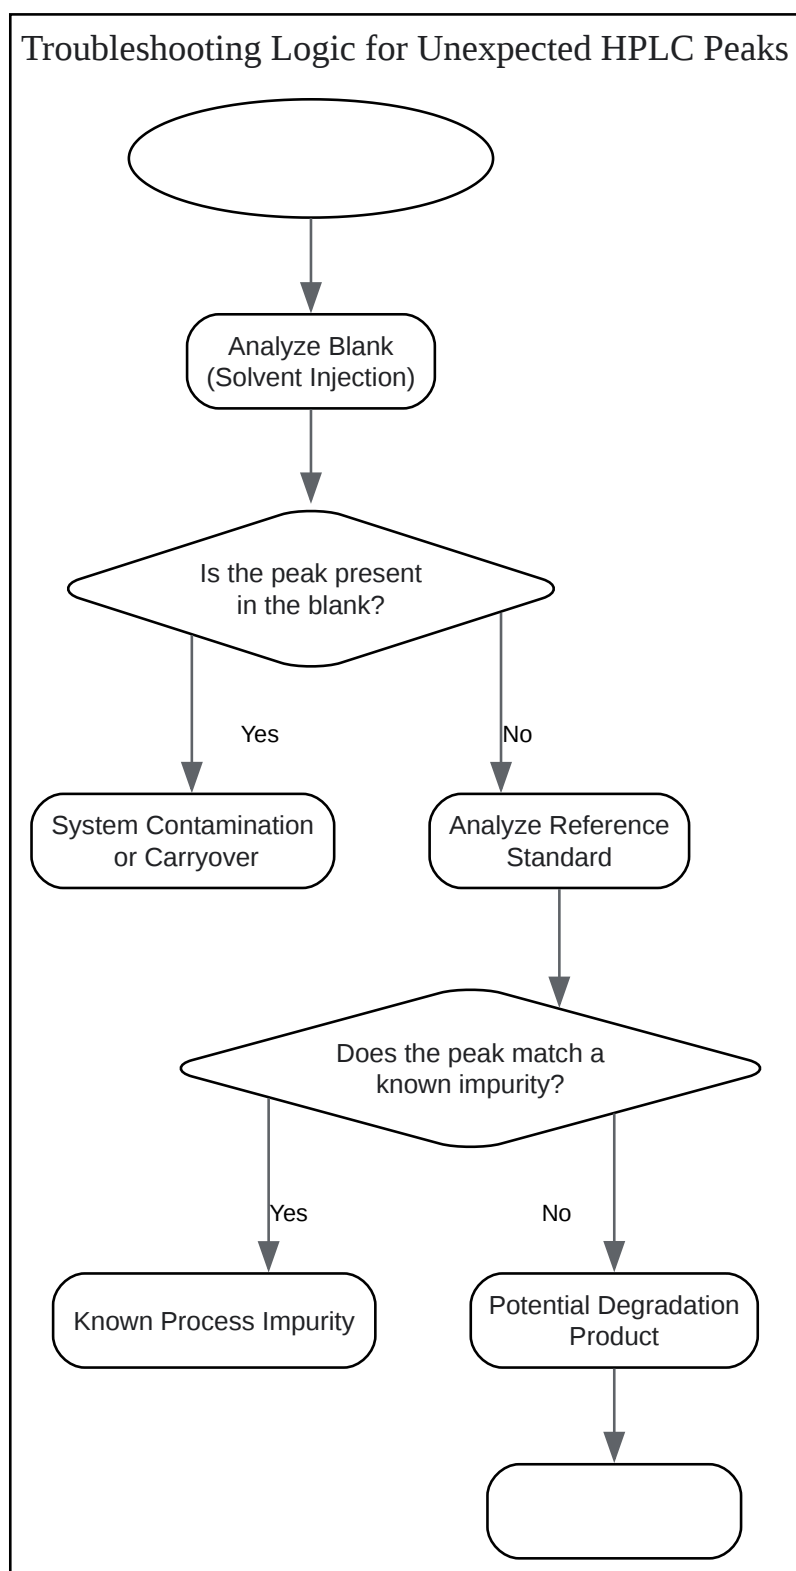 Troubleshooting Logic for Unexpected HPLC Peaks
Analyze Blank
(Solvent Injection)
Is the peak present
in the blank?
Yes
No
System Contamination
or Carryover
Analyze Reference
Standard
Does the peak match a
known impurity?
Yes
No
Known Process Impurity
Potential Degradation
Product